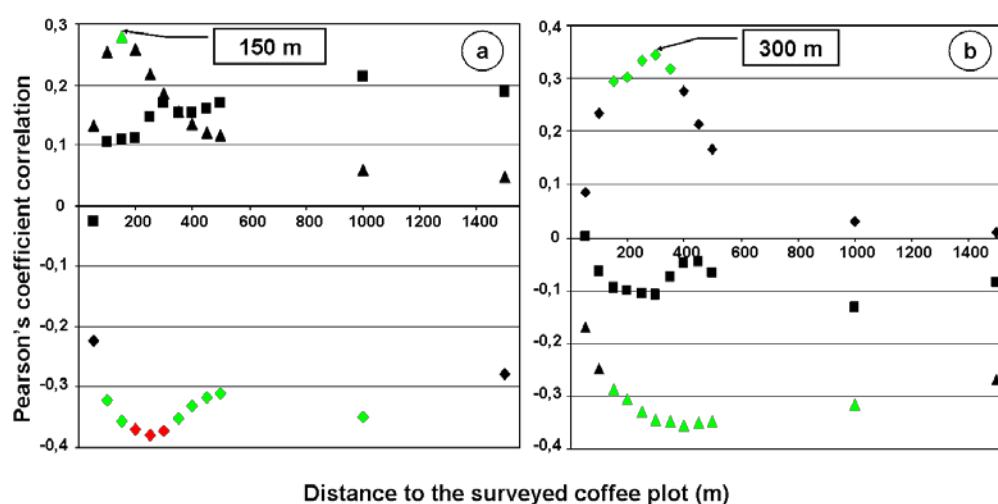 Pearson's coefficient correlation
0,3
0,2
0,1
0
-0,1
-0,2
-0,3
-0,4
150 m
a
200 400 600 800 1000 1200 1400
0,4
0,3
0,2
0,1
0
-0,1
-0,2
-0,3
-0,4
300 m
b
200 400 600 800 1000 1200 1400
Distance to the surveyed coffee plot (m)